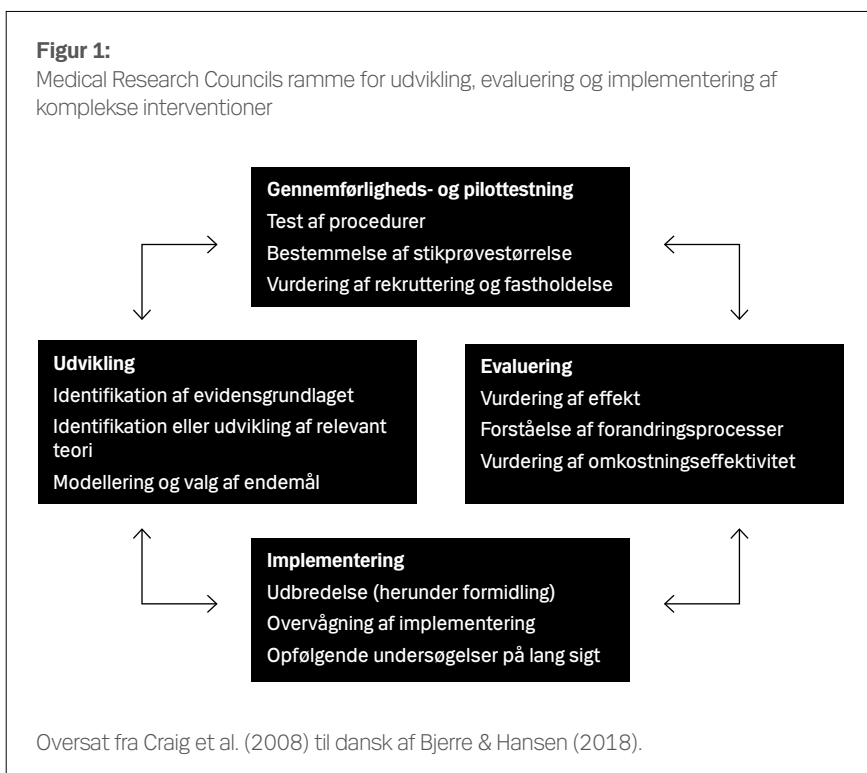 Figur 1:
Medical Research Councils ramme for udvikling, evaluering og implementering af
komplekse interventioner
Gennemførligheds- og pilottestning
Test af procedurer
Bestemmelse af stikprøvestørrelse
Vurdering af rekruttering og fastholdelse
Udvikling
Identifikation af evidensgrundlaget
Identifikation eller udvikling af relevant
teori
Modellering og valg af endemål
Evaluering
Vurdering af effekt
Forståelse af forandringsprocesser
Vurdering af omkostningseffektivitet
Implementering
Udbredelse (herunder formidling)
Overvågning af implementering
Opfølgende undersøgelser på lang sigt
Oversat fra Craig et al. (2008) til dansk af Bjerre & Hansen (2018).